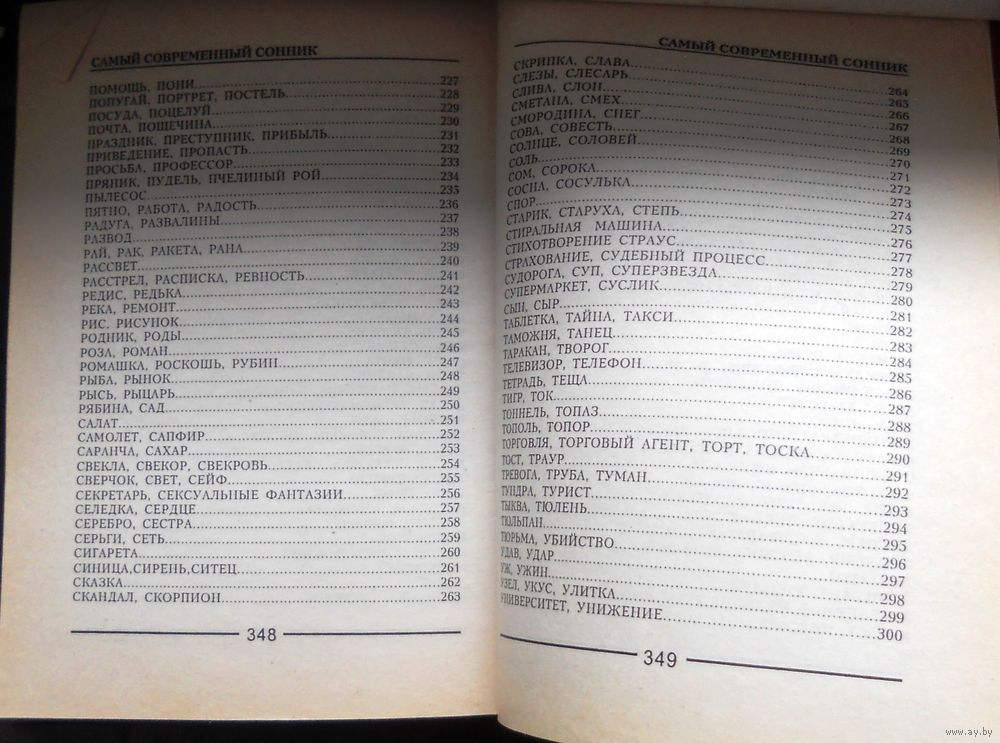 САМЫЙ СОВРЕМЕННЫЙ СОННИК
ПОМОЩЬ, ПОНИ 227
ПОПУГАЙ, ПОРТРЕТ, ПОСТЕЛЬ 228
ПОСУДА, ПОЦЕЛУЙ 229
ПОЧТА, ПОЩЕЧИНА 230
ПРАЗДНИК, ПРЕСТУПНИК, ПРИБЫЛЬ 231
ПРИВЕДЕНИЕ, ПРОПАСТЬ 232
ПРОСЬБА, ПРОФЕССОР 233
ПРЯНИК, ПУДЕЛЬ, ПЧЕЛИНЫЙ РОЙ 234
ПЫЛЕСОС 235
ПЯТНО, РАБОТА, РАДОСТЬ 236
РАДУГА, РАЗВАЛИНЫ 237
РАЗВОД 238
РАЙ, РАК, РАКЕТА, РАНА 239
РАССВЕТ 240
РАССТРЕЛ, РАСПИСКА, РЕВНОСТЬ 241
РЕДИС, РЕДЬКА 242
РЕКА, РЕМОНТ 243
РИС, РИСУНОК 244
РОДНИК, РОДЫ 245
РОЗА, РОМАН 246
РОМАШКА, РОСКОШЬ, РУБИН 247
РЫБА, РЫНОК 248
РЫСЬ, РЫЦАРЬ 249
РЯБИНА, САД 250
САЛАТ 251
САМОЛЕТ, САПФИР 252
САРАНЧА, САХАР 253
СВЕКЛА, СВЕКОР, СВЕКРОВЬ 254
СВЕРЧОК, СВЕТ, СЕЙФ 255
СЕКРЕТАРЬ, СЕКСУАЛЬНЫЕ ФАНТАЗИИ 256
СЕЛЕДКА, СЕРДЦЕ 257
СЕРЕБРО, СЕСТРА 258
СЕРЬГИ, СЕТЬ 259
СИГАРЕТА 260
СИНИЦА,СИРЕНЬ,СИТЕЦ 261
СКАЗКА 262
СКАНДАЛ, СКОРПИОН 263
348
САМЫЙ СОВРЕМЕННЫЙ СОННИК
СКРИПКА, СЛАВА 264
СЛЕЗЫ, СЛЕСАРЬ 265
СЛИВА, СЛОН 266
СМЕТАНА, СМЕХ 267
СМОРОДИНА, СНЕГ 268
СОВА, СОВЕСТЬ 269
СОЛНЦЕ, СОЛОВЕЙ 270
СОЛЬ 271
СОМ, СОРОКА 272
СОСНА, СОСУЛЬКА 273
СПОР 274
СТАРИК, СТАРУХА, СТЕПЬ 275
СТИРАЛЬНАЯ МАШИНА 276
СТИХОТВОРЕНИЕ СТРАУС 277
СТРАХОВАНИЕ, СУДЕБНЫЙ ПРОЦЕСС 278
СУДОРОГА, СУП, СУПЕРЗВЕЗДА 279
СУПЕРМАРКЕТ, СУСЛИК 280
СЫН, СЫР 281
ТАБЛЕТКА, ТАЙНА, ТАКСИ 282
ТАМОЖНЯ, ТАНЕЦ 283
ТАРАКАН, ТВОРОГ 284
ТЕЛЕВИЗОР, ТЕЛЕФОН 285
ТЕТРАДЬ, ТЕЩА 286
ТИГР, ТОК 287
ТОННЕЛЬ, ТОПАЗ 288
ТОПОЛЬ, ТОПОР 289
ТОРГОВЛЯ, ТОРГОВЫЙ АГЕНТ, ТОРТ, ТОСКА 290
ТОСТ, ТРАУР 291
ТРЕВОГА, ТРУБА, ТУМАН 292
ТУНДРА, ТУРИСТ 293
ТЫКВА, ТЮЛЕНЬ 294
ТЮЛЬПАН 295
ТЮРЬМА, УБИЙСТВО 296
УДАВ, УДАР 297
УЖ, УЖИН 298
УЗЕЛ, УКУС, УЛИТКА 299
УНИВЕРСИТЕТ, УНИЖЕНИЕ 300
349
www.ay.by